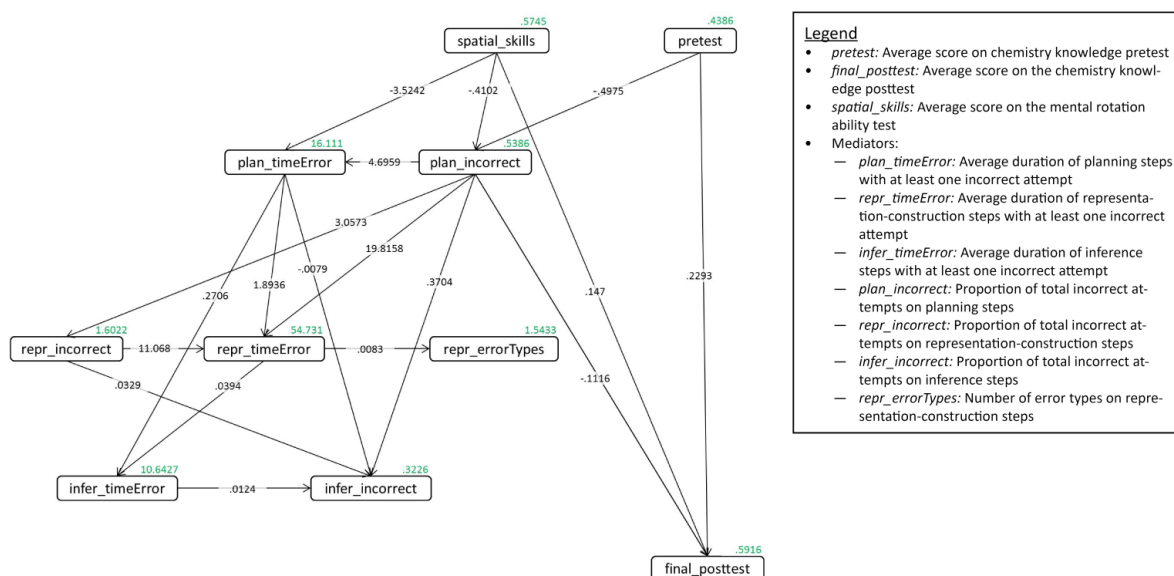 .5745
.4386
spatial_skills
pretest
-3.5242
-.4102
-.4975
16.111
.5386
plan_timeError
4.6959
plan_incorrect
3.0573
19.8158
-.0079
.2706
1.8936
.3704
.147
.2293
1.6022
54.731
1.5433
repr_incorrect
11.068
repr_timeError
.0083
repr_errorTypes
.0329
.0394
-.1116
10.6427
.3226
infer_timeError
.0124
infer_incorrect
.5916
final_posttest
Legend
• pretest: Average score on chemistry knowledge pretest
• final_posttest: Average score on the chemistry knowl-
edge posttest
• spatial_skills: Average score on the mental rotation
ability test
• Mediators:
— plan_timeError: Average duration of planning steps
with at least one incorrect attempt
— repr_timeError: Average duration of representa-
tion-construction steps with at least one incorrect
attempt
— infer_timeError: Average duration of inference
steps with at least one incorrect attempt
— plan_incorrect: Proportion of total incorrect at-
tempts on planning steps
— repr_incorrect: Proportion of total incorrect at-
tempts on representation-construction steps
— infer_incorrect: Proportion of total incorrect at-
tempts on inference steps
— repr_errorTypes: Number of error types on repre-
sentation-construction steps